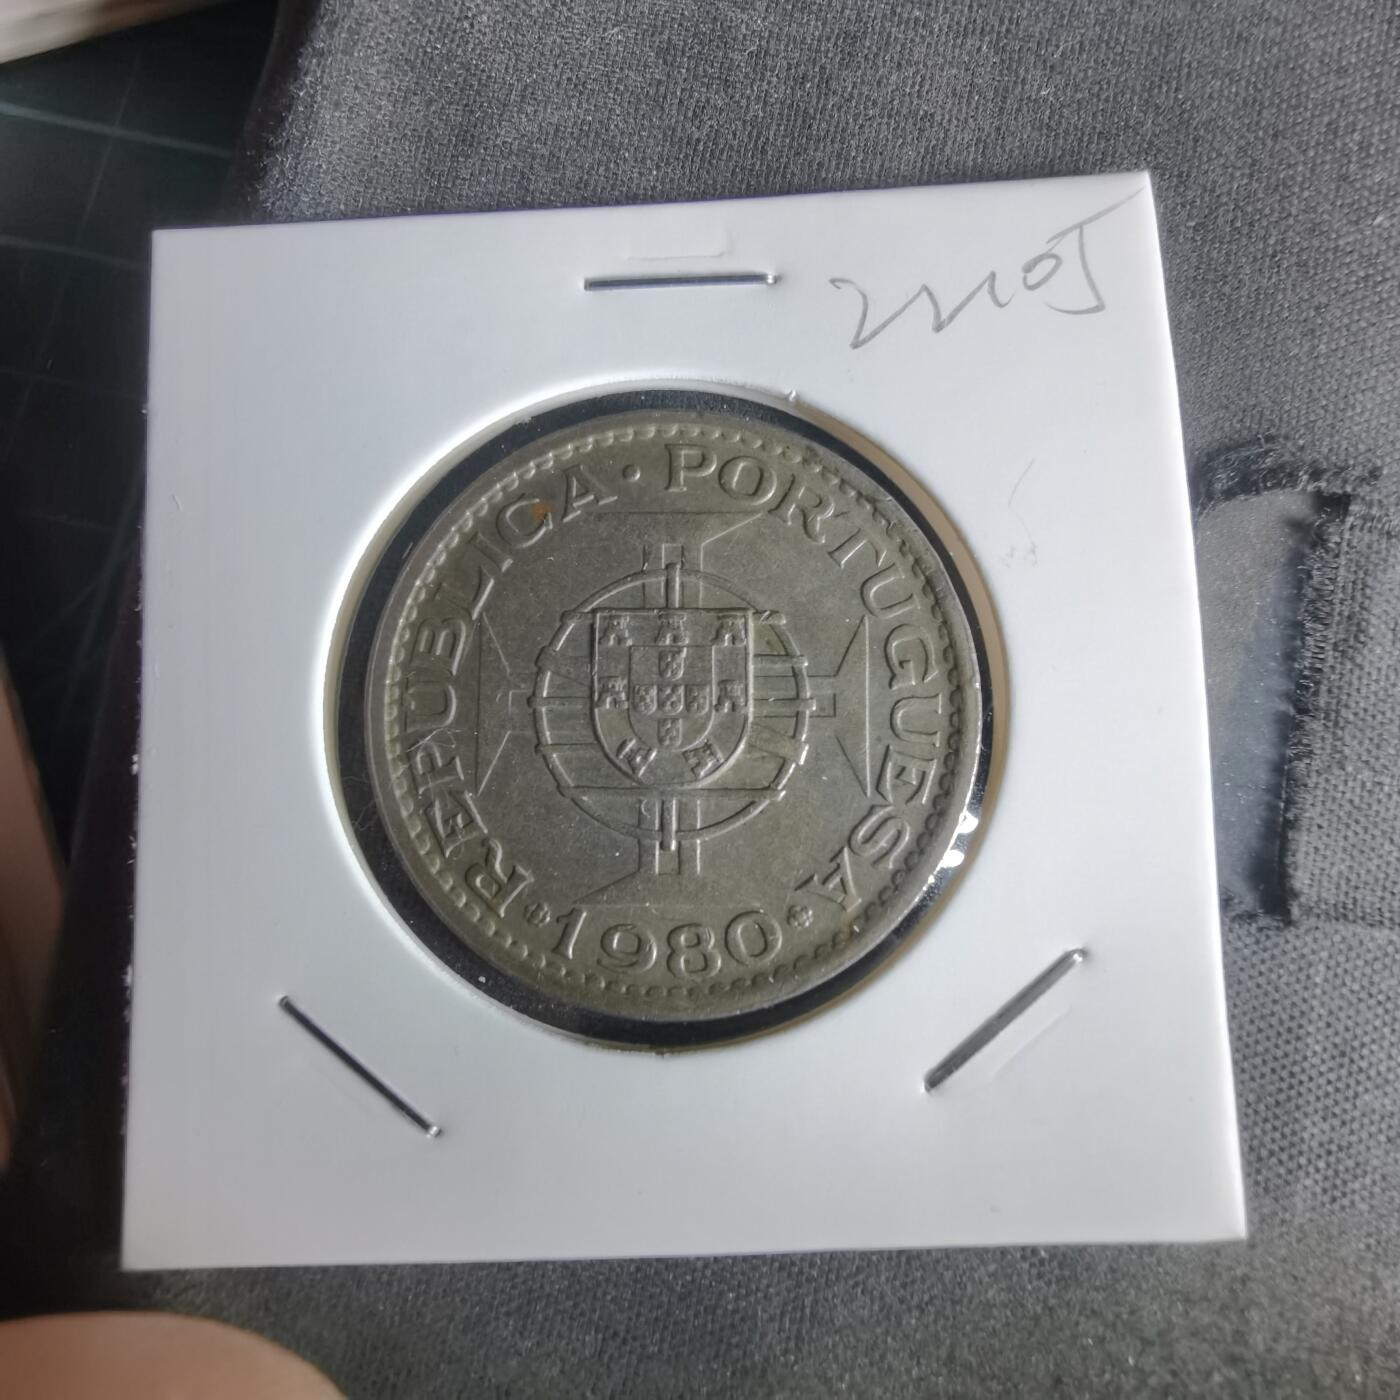 REPUBLICA · PORTUGUESA
1980